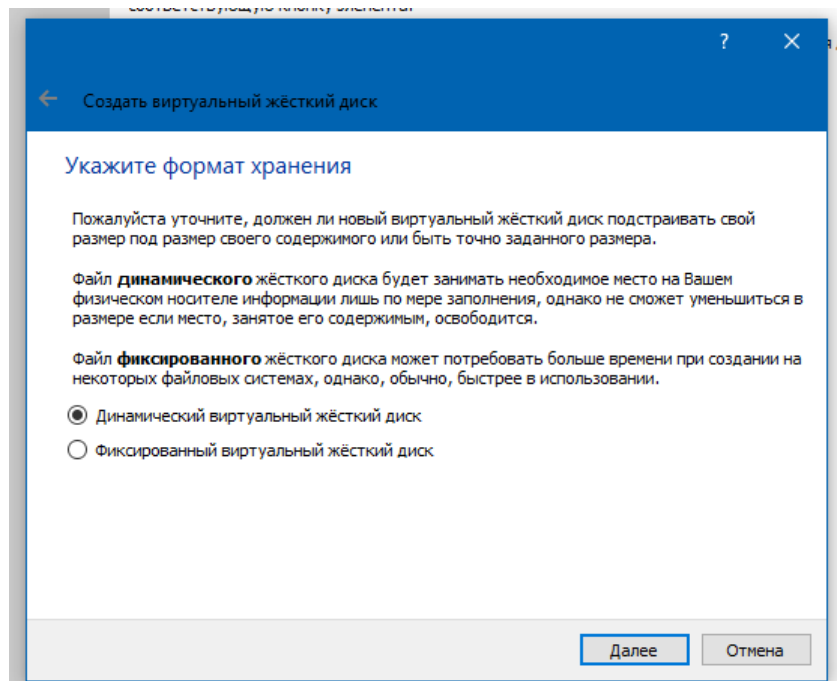 соответствующую кнопку элемента.
?
Создать виртуальный жёсткий диск
Укажите формат хранения
Пожалуйста уточните, должен ли новый виртуальный жёсткий диск подстраивать свой
размер под размер своего содержимого или быть точно заданного размера.
Файл динамического жёсткого диска будет занимать необходимое место на Вашем
физическом носителе информации лишь по мере заполнения, однако не сможет уменьшиться в
размере если место, занятое его содержимым, освободится.
Файл фиксированного жёсткого диска может потребовать больше времени при создании на
некоторых файловых системах, однако, обычно, быстрее в использовании.
Динамический виртуальный жёсткий диск
Фиксированный виртуальный жёсткий диск
Далее Отмена